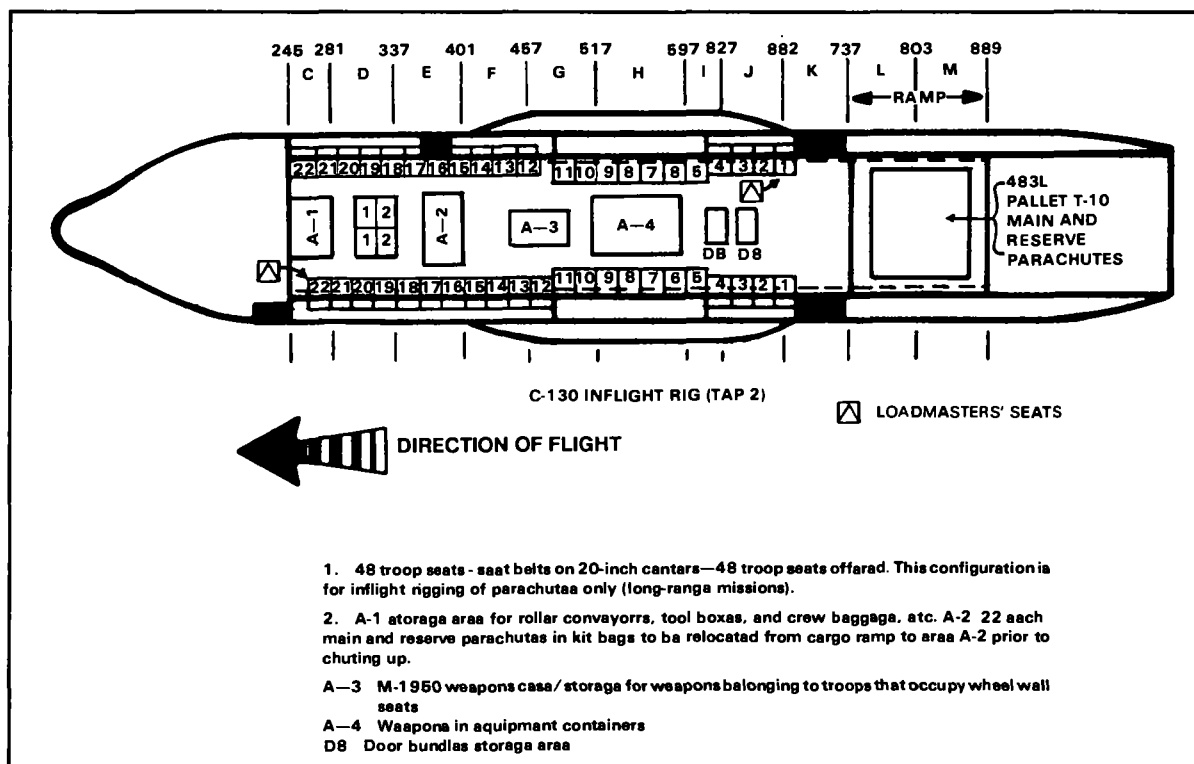 245 281 337 401 457 517 597 827 882 737 803 889
C D E F G H I J K L M
RAMP
22 21 20 19 18 17 16 15 14 13 12 11 10 9 8 7 8 5 4 3 2 1
A-1 1 2 A-2 A-3 A-4 DB D8
1 2
22 21 20 19 18 17 16 15 14 13 12 11 10 9 8 7 6 5 4 3 2 1
483L
PALLET T-10
MAIN AND
RESERVE
PARACHUTES
C-130 INFLIGHT RIG (TAP 2)
LOADMASTERS' SEATS
DIRECTION OF FLIGHT
1. 48 troop seats - saat belts on 20-inch cantars—48 troop seats offarad. This configuration ia
for inflight rigging of parachutaa only (long-ranga missions).
2. A-1 atoraga araa for rollar convayorrs, tool boxas, and crew baggaga, atc. A-2 22 aach
main and reserve parachutas in kit bags to ba relocatad from cargo ramp to araa A-2 prior to
chuting up.
A—3 M-1950 weapons casa/storaga for weapons belonging to troops that occupy wheel wall
seats
A—4 Waapona in aquipmant containers
D8 Door bundlas storaga araa